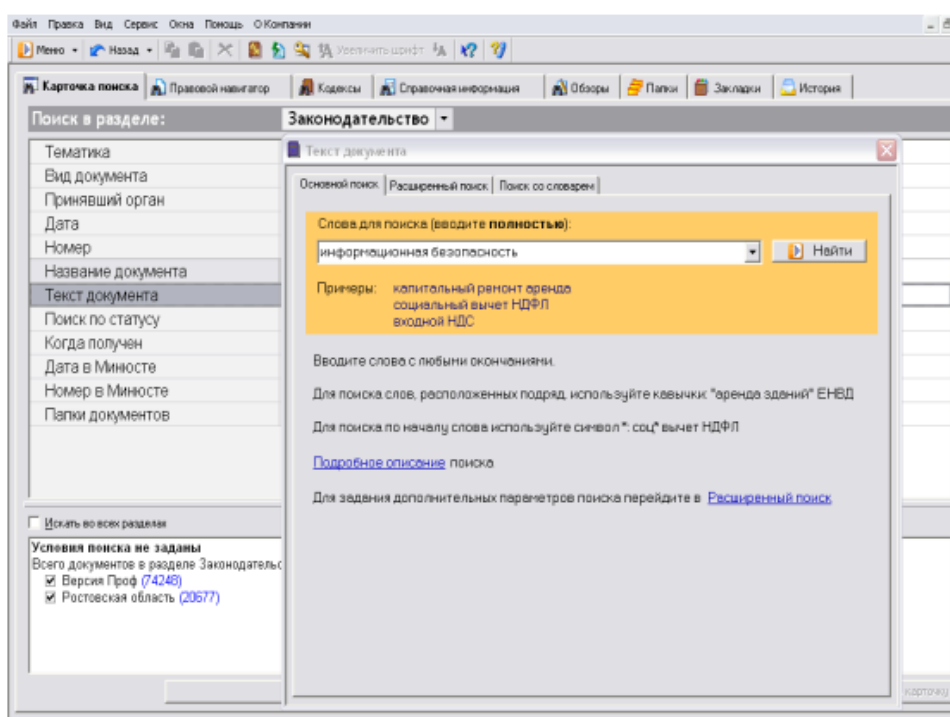 Файл Правка Вид Сервис Окна Помощь О Компании
Меню Назад Увеличить шрифт
Карточка поиска Правовой навигатор Кодексы Справочная информация Обзоры Папки Закладки История
Поиск в разделе: Законодательство
Тематика
Вид документа
Принявший орган
Дата
Номер
Название документа
Текст документа
Поиск по статусу
Когда получен
Дата в Минюсте
Номер в Минюсте
Папки документов
Искать во всех разделах
Условия поиска не заданы
Всего документов в разделе Законодательс
Версия Проф (74248)
Ростовская область (20677)
Текст документа
Основной поиск Расширенный поиск Поиск со словарем
Слова для поиска (вводите полностью):
информационная безопасность Найти
Примеры: капитальный ремонт аренда
социальный вычет НДФЛ
входной НДС
Вводите слова с любыми окончаниями.
Для поиска слов, расположенных подряд, используйте кавычки: "аренда зданий" ЕНВД
Для поиска по началу слова используйте символ *: соц* вычет НДФЛ
Подробное описание поиска
Для задания дополнительных параметров поиска перейдите в Расширенный поиск
карточку